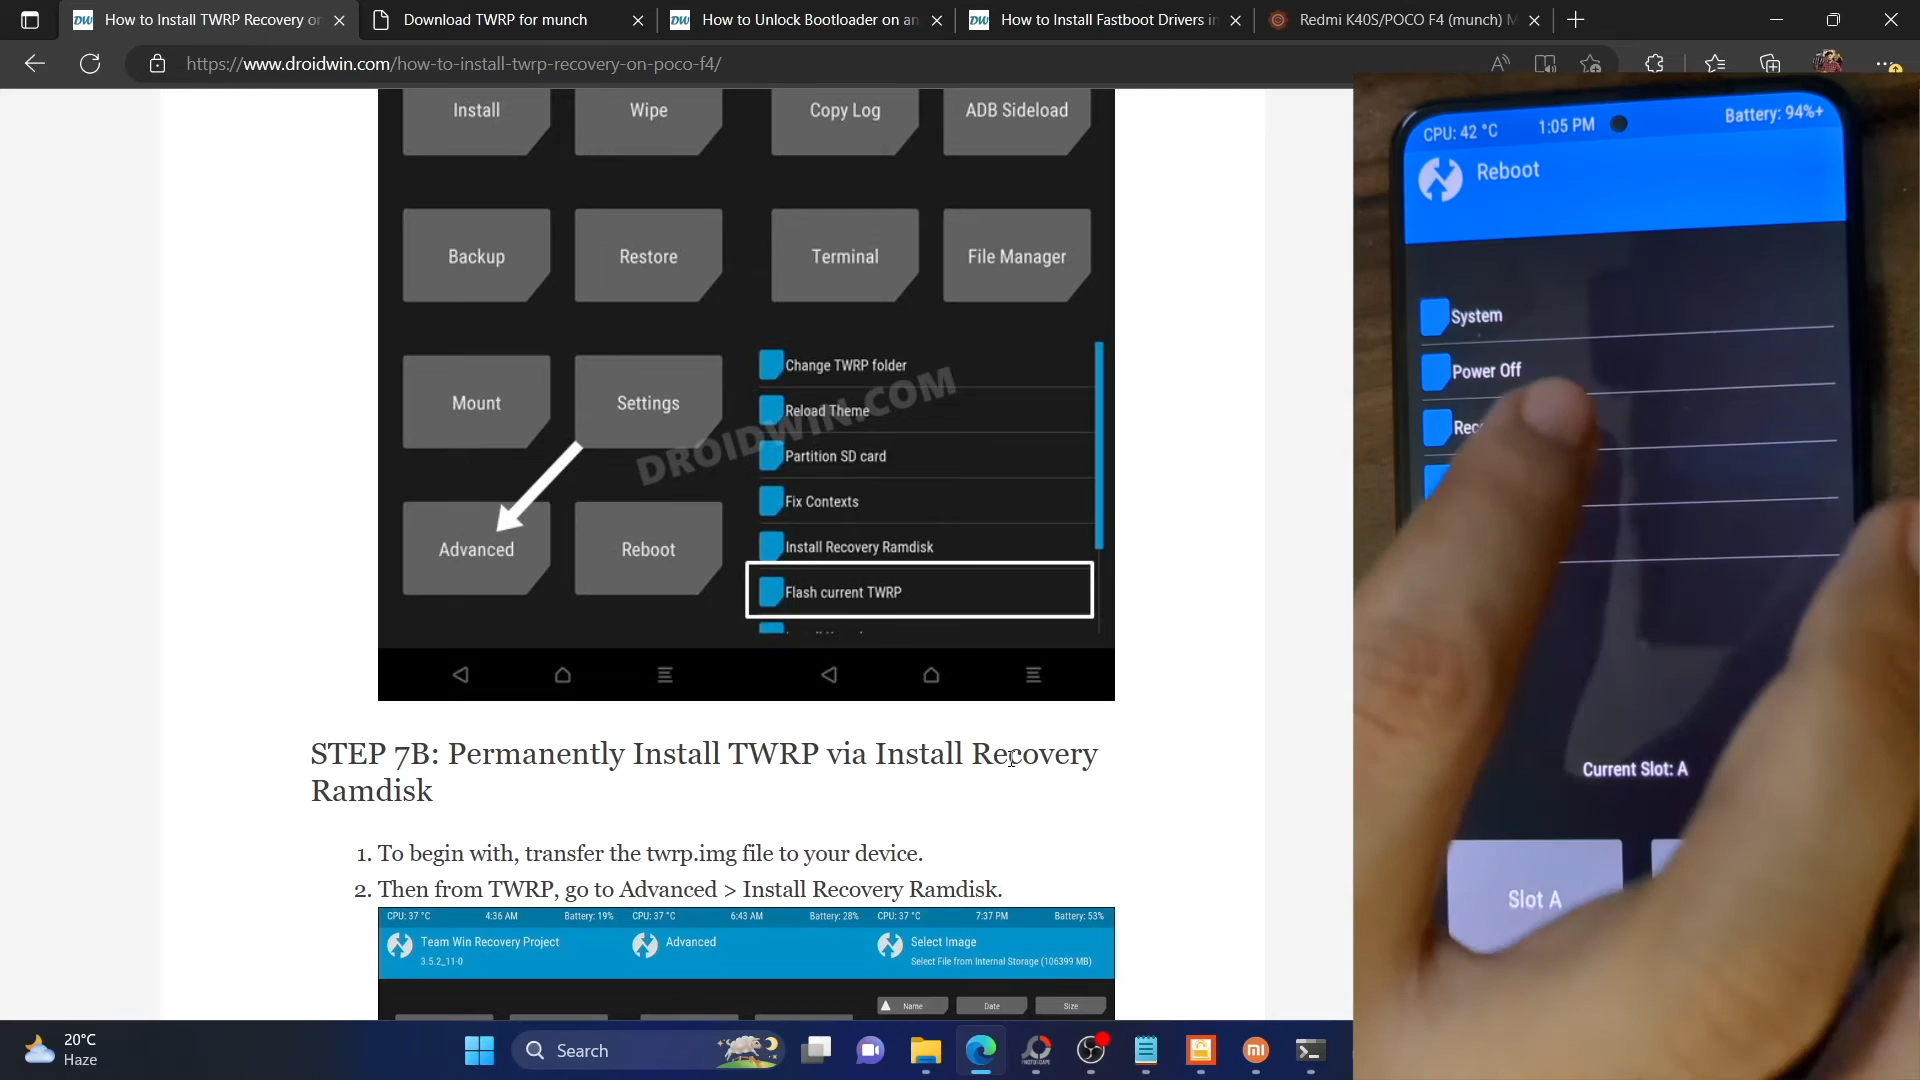 How to Install TWRP Recovery on
Download TWRP for munch
DW How to Unlock Bootloader on an
DW How to Install Fastboot Drivers in
Redmi K40S/POCO F4 (munch) M
https://www.droidwin.com/how-to-install-twrp-recovery-on-poco-f4/
Install
Wipe
Copy Log
ADB Sideload
Backup
Restore
Terminal
File Manager
Mount
Settings
Advanced
Reboot
Change TWRP folder
Reload Theme
Partition SD card
Fix Contexts
Install Recovery Ramdisk
Flash current TWRP
DROIDWIN.COM
STEP 7B: Permanently Install TWRP via Install Recovery
Ramdisk
1. To begin with, transfer the twrp.img file to your device.
2. Then from TWRP, go to Advanced > Install Recovery Ramdisk.
CPU: 37 °C 4:36 AM Battery: 19%
Team Win Recovery Project
3.5.2_11-0
CPU: 37 °C 6:43 AM Battery: 28%
Advanced
CPU: 37 °C 7:37 PM Battery: 53%
Select Image
Select File from Internal Storage (106399 MB)
Name
Date
Size
CPU: 42 °C 1:05 PM Battery: 94%+
Reboot
System
Power Off
Current Slot: A
Slot A
20°C
Haze
Search
mi